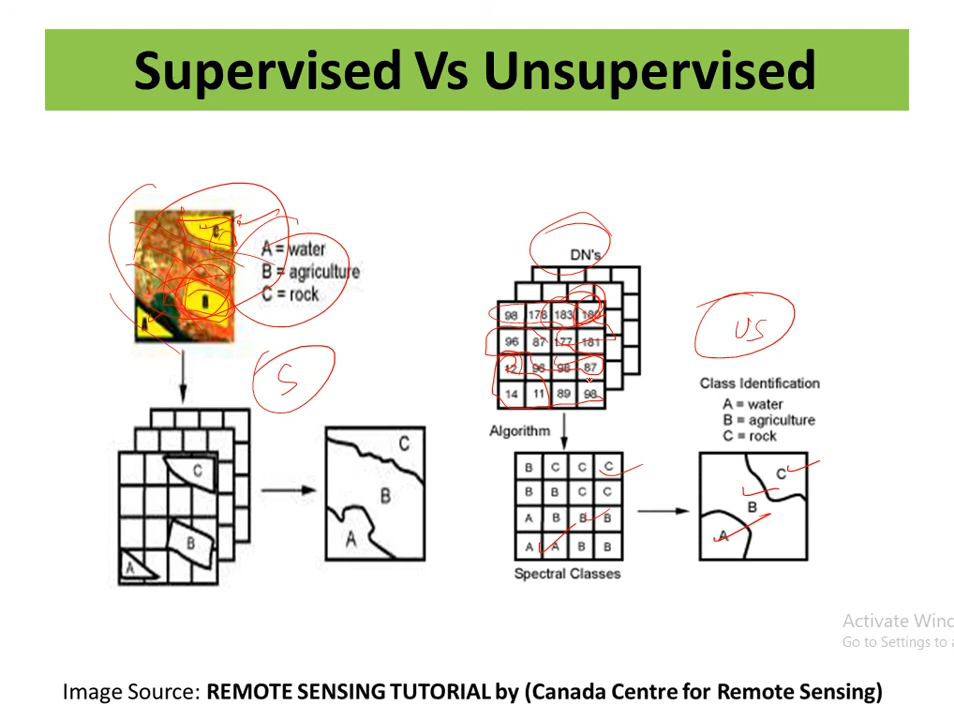 Supervised Vs Unsupervised
C
B
A
A = water
B = agriculture
C = rock
S
C
B
A
C
B
A
DN's
98 178 183 180
96 87 177 181
12 96 98 87
14 11 89 98
US
Algorithm
B C C C
B B C C
A B B B
A A B B
Spectral Classes
Class Identification
A = water
B = agriculture
C = rock
C
B
A
Activate Winc
Go to Settings to a
Image Source: REMOTE SENSING TUTORIAL by (Canada Centre for Remote Sensing)